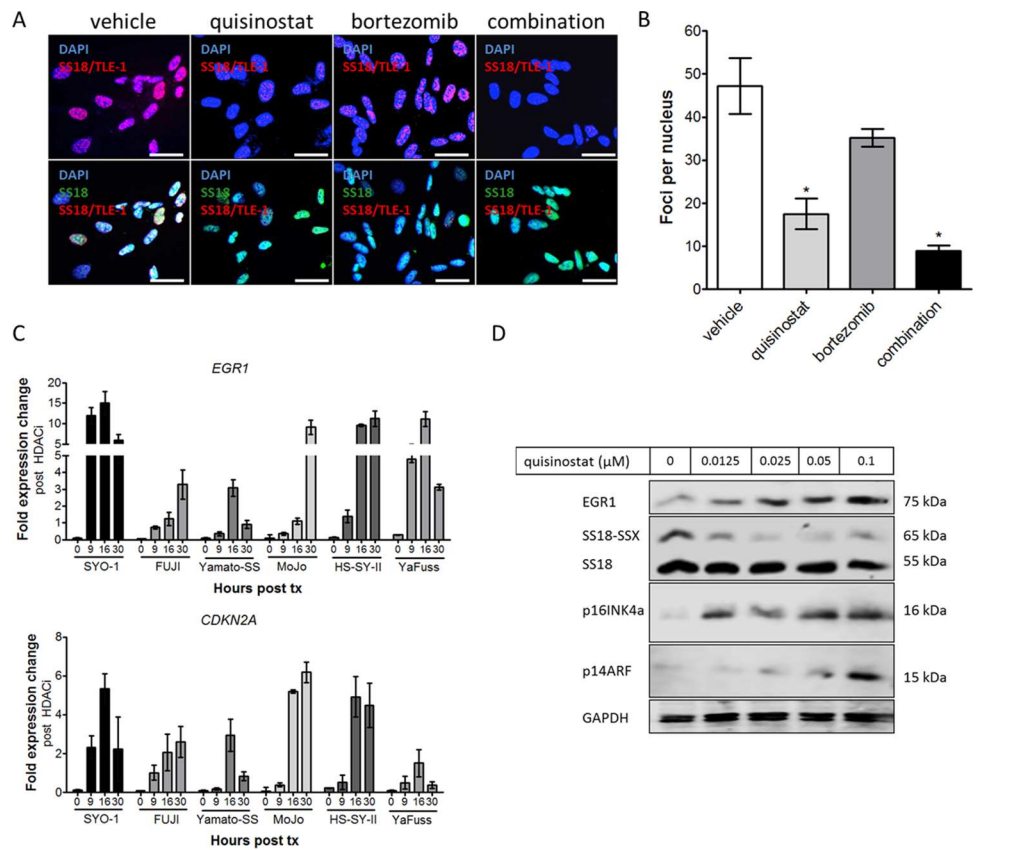 A
vehicle quisinostat bortezomib combination
DAPI DAPI DAPI DAPI
SS18/TLE-1 SS18/TLE-1 SS18/TLE-1 SS18/TLE-1
DAPI DAPI DAPI DAPI
SS18 SS18 SS18 SS18
SS18/TLE-1 SS18/TLE-1 SS18/TLE-1 SS18/TLE-1
B
Foci per nucleus
60
50
40
30
20
10
0
* *
vehicle quisinostat bortezomib combination
C
EGR1
Fold expression change
post HDACi
20
15
10
5
5
4
3
2
1
0
0 9 16 30 0 9 16 30 0 9 16 30 0 9 16 30 0 9 16 30 0 9 16 30
SYO-1 FUJI Yamato-SS MoJo HS-SY-II YaFuss
Hours post tx
CDKN2A
Fold expression change
post HDACi
8
6
4
2
0
0 9 16 30 0 9 16 30 0 9 16 30 0 9 16 30 0 9 16 30 0 9 16 30
SYO-1 FUJI Yamato-SS MoJo HS-SY-II YaFuss
Hours post tx
D
quisinostat (μM) 0 0.0125 0.025 0.05 0.1
EGR1 75 kDa
SS18-SSX 65 kDa
SS18 55 kDa
p16INK4a 16 kDa
p14ARF 15 kDa
GAPDH